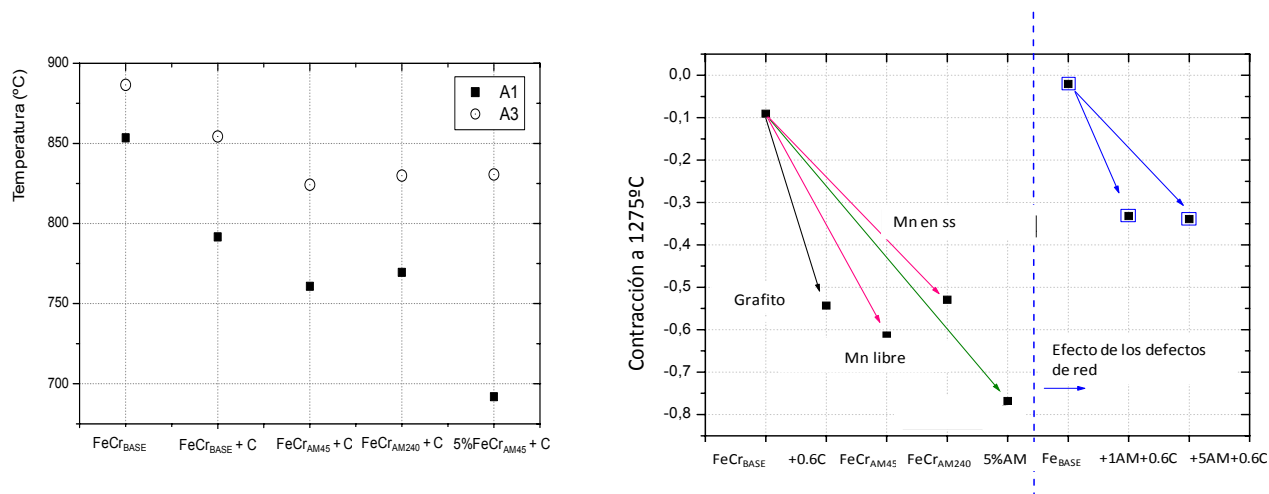 Temperatura (ºC)
900
850
800
750
700
A1
A3
FeCrBASE
FeCrBASE + C
FeCrAM45 + C
FeCrAM240 + C
5%FeCrAM45 + C
Contracción a 1275ºC
0,0
-0,1
-0,2
-0,3
-0,4
-0,5
-0,6
-0,7
-0,8
Mn en ss
Grafito
Mn libre
Efecto de los defectos
de red
FeCrBASE
+0.6C
FeCrAM45
FeCrAM240
5%AM
FeBASE
+1AM+0.6C
+5AM+0.6C